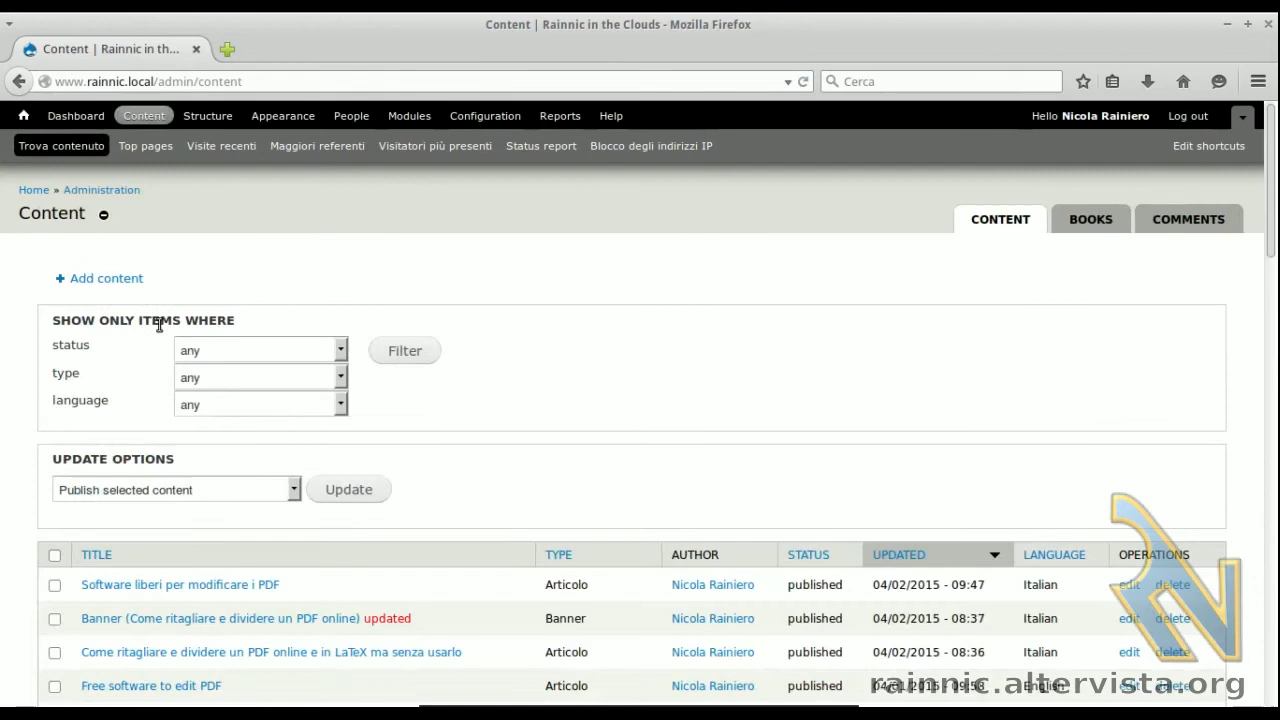 Content | Rainnic in the Clouds - Mozilla Firefox
Content | Rainnic in th...
www.rainnic.local/admin/content
Cerca
Dashboard Content Structure Appearance People Modules Configuration Reports Help Hello Nicola Rainiero Log out
Trova contenuto Top pages Visite recenti Maggiori referenti Visitatori più presenti Status report Blocco degli indirizzi IP Edit shortcuts
Home » Administration
Content
CONTENT BOOKS COMMENTS
+ Add content
SHOW ONLY ITEMS WHERE
status any Filter
type any
language any
UPDATE OPTIONS
Publish selected content Update
TITLE TYPE AUTHOR STATUS UPDATED LANGUAGE OPERATIONS
Software liberi per modificare i PDF Articolo Nicola Rainiero published 04/02/2015 - 09:47 Italian edit delete
Banner (Come ritagliare e dividere un PDF online) updated Banner Nicola Rainiero published 04/02/2015 - 08:37 Italian edit delete
Come ritagliare e dividere un PDF online e in LaTeX ma senza usarlo Articolo Nicola Rainiero published 04/02/2015 - 08:36 Italian edit delete
Free software to edit PDF Articolo Nicola Rainiero published English edit delete
rainnic.altervista.org